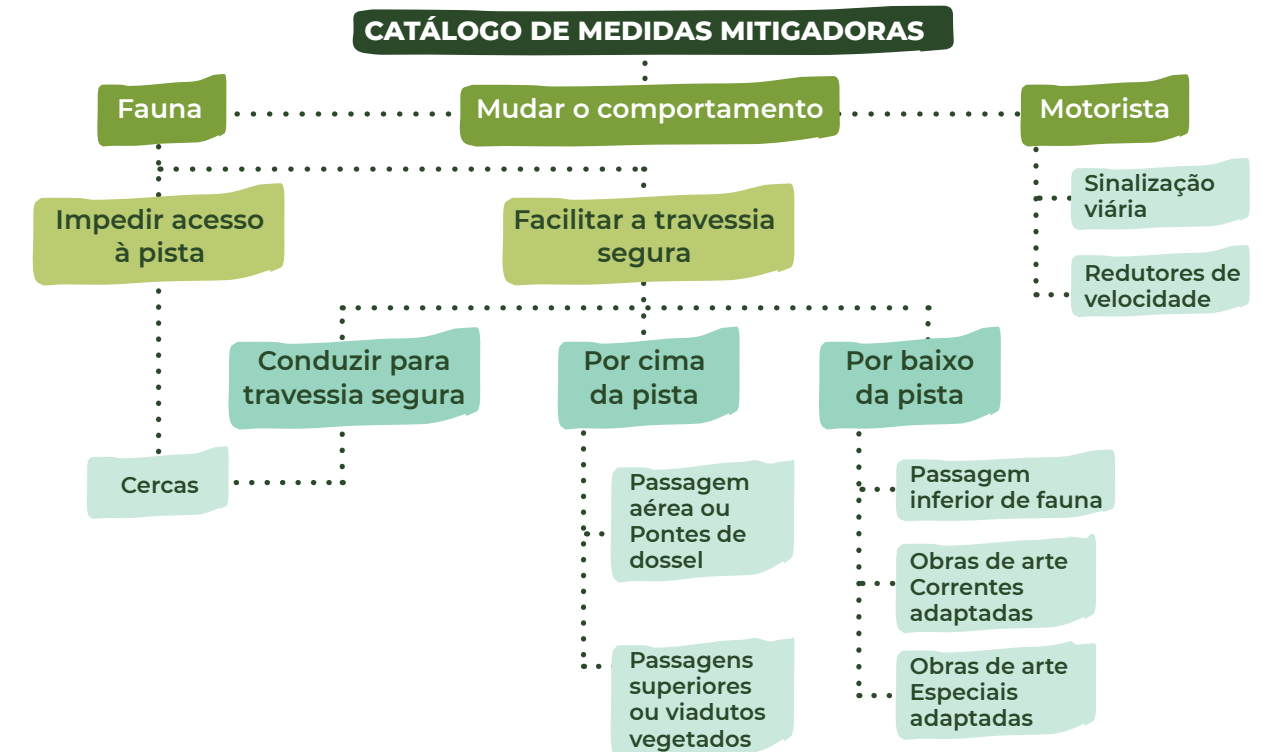 CATÁLOGO DE MEDIDAS MITIGADORAS
Fauna
Mudar o comportamento
Motorista
Sinalização
viária
Redutores de
velocidade
Impedir acesso
à pista
Facilitar a travessia
segura
Conduzir para
travessia segura
Por cima
da pista
Por baixo
da pista
Cercas
Passagem
aérea ou
Pontes de
dossel
Passagens
superiores
ou viadutos
vegetados
Passagem
inferior de fauna
Obras de arte
Correntes
adaptadas
Obras de arte
Especiais
adaptadas